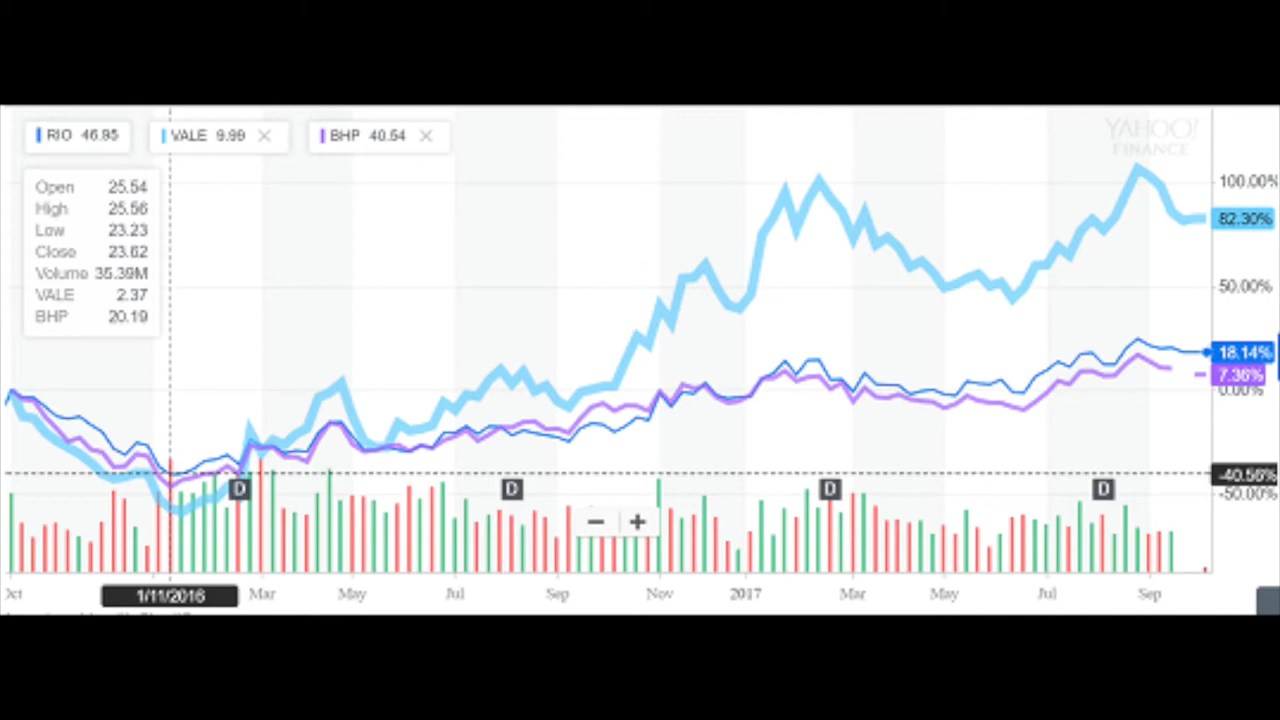 RIO 46.95
VALE 9.99
BHP 40.54
YAHOO!
FINANCE
Open 25.54
High 25.56
Low 23.23
Close 23.62
Volume 35.39M
VALE 2.37
BHP 20.19
100.00%
82.30%
50.00%
18.14%
7.36%
0.00%
-40.56%
-50.00%
D D D D
1/11/2016 Mar May Jul Sep Nov 2017 Mar May Jul Sep